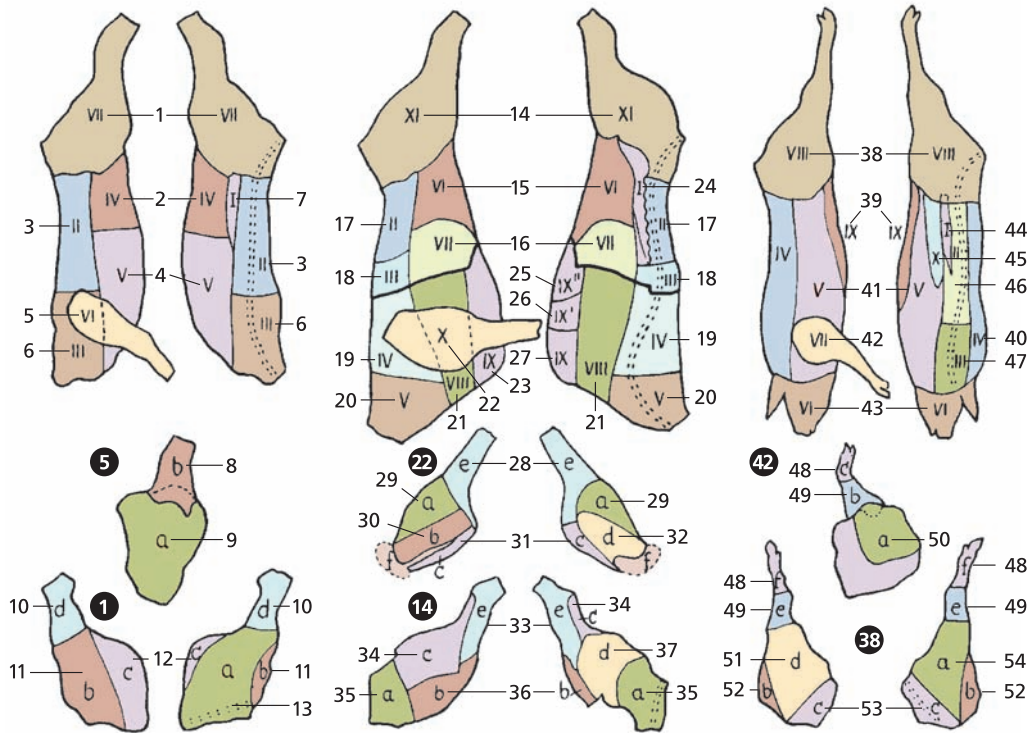 VII 1 VII
IV 2 IV I 7
3 II II 3
V 4 V
5 VI
6 III III 6
XI 14 XI
VI 15 VI I 24
17 II II 17
VII 16 VII
18 III III 18
25 IX"
26 IX'
19 IV X IV 19
27 IX
IX 23
20 V VIII 22 VIII V 20
21 21
VIII 38 VIII
39
IX IX I 44
IV X II 45
46
V 41 V
VII 42 IV 40
III 47
VI 43 VI
5
b 8
a 9
10 d 1 d 10
11 b c 12 c a b 11
13
22
e 28 e
29 a a 29
30 b d 32
f c 31 c f
14
e 33 e c 34
34 c d 37
35 a b 36 b a 35
42
48 c
49 b
a 50
48 f f 48
49 e e 49
38
51 d a 54
52 b b 52
c 53 c